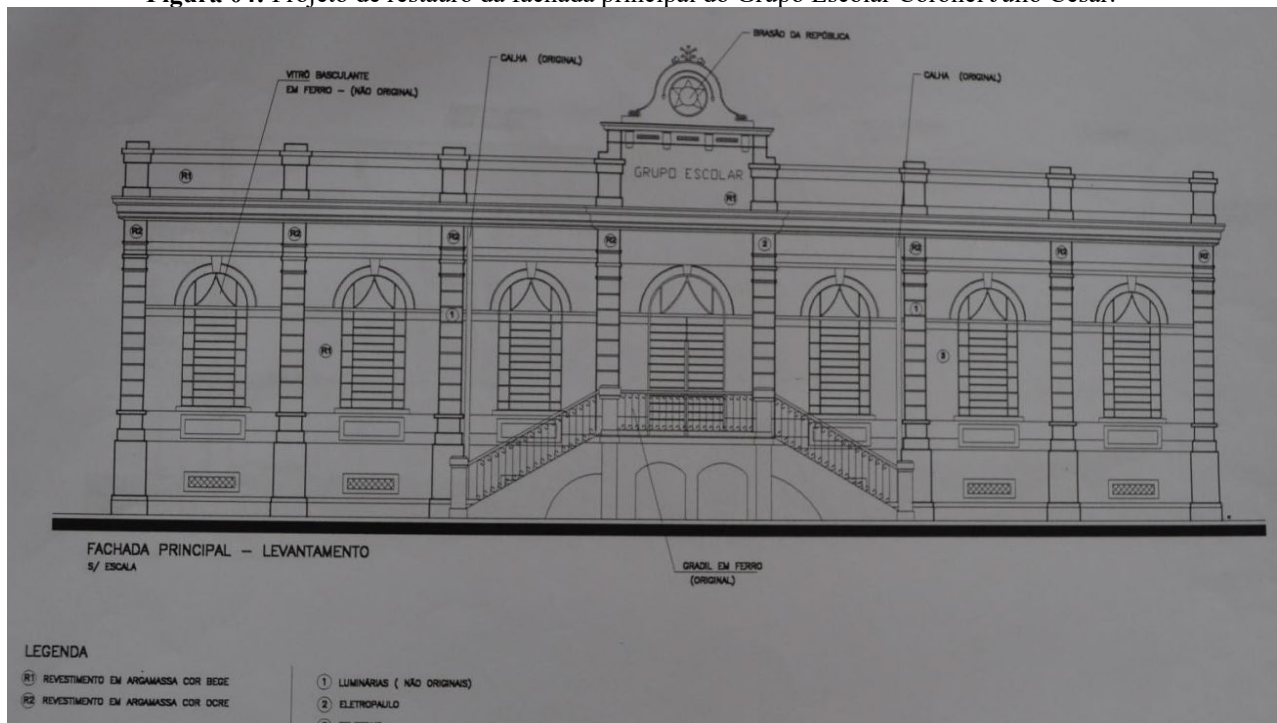 Figura 04: Projeto de restauro da fachada principal do Grupo Escolar Coronel Júlio César.
BRASÃO DA REPÚBLICA
CALHA (ORIGINAL)
CALHA (ORIGINAL)
VITRÔ BASCULANTE
EM FERRO - (NÃO ORIGINAL)
GRUPO ESCOLAR
R1
R1
R2
R2
R2
R2
2
R2
R2
R2
1
1
R1
3
FACHADA PRINCIPAL - LEVANTAMENTO
S/ ESCALA
GRADIL EM FERRO
(ORIGINAL)
LEGENDA
R1 REVESTIMENTO EM ARGAMASSA COR BEGE
R2 REVESTIMENTO EM ARGAMASSA COR OCRE
1 LUMINÁRIAS ( NÃO ORIGINAIS)
2 ELETROPAULO